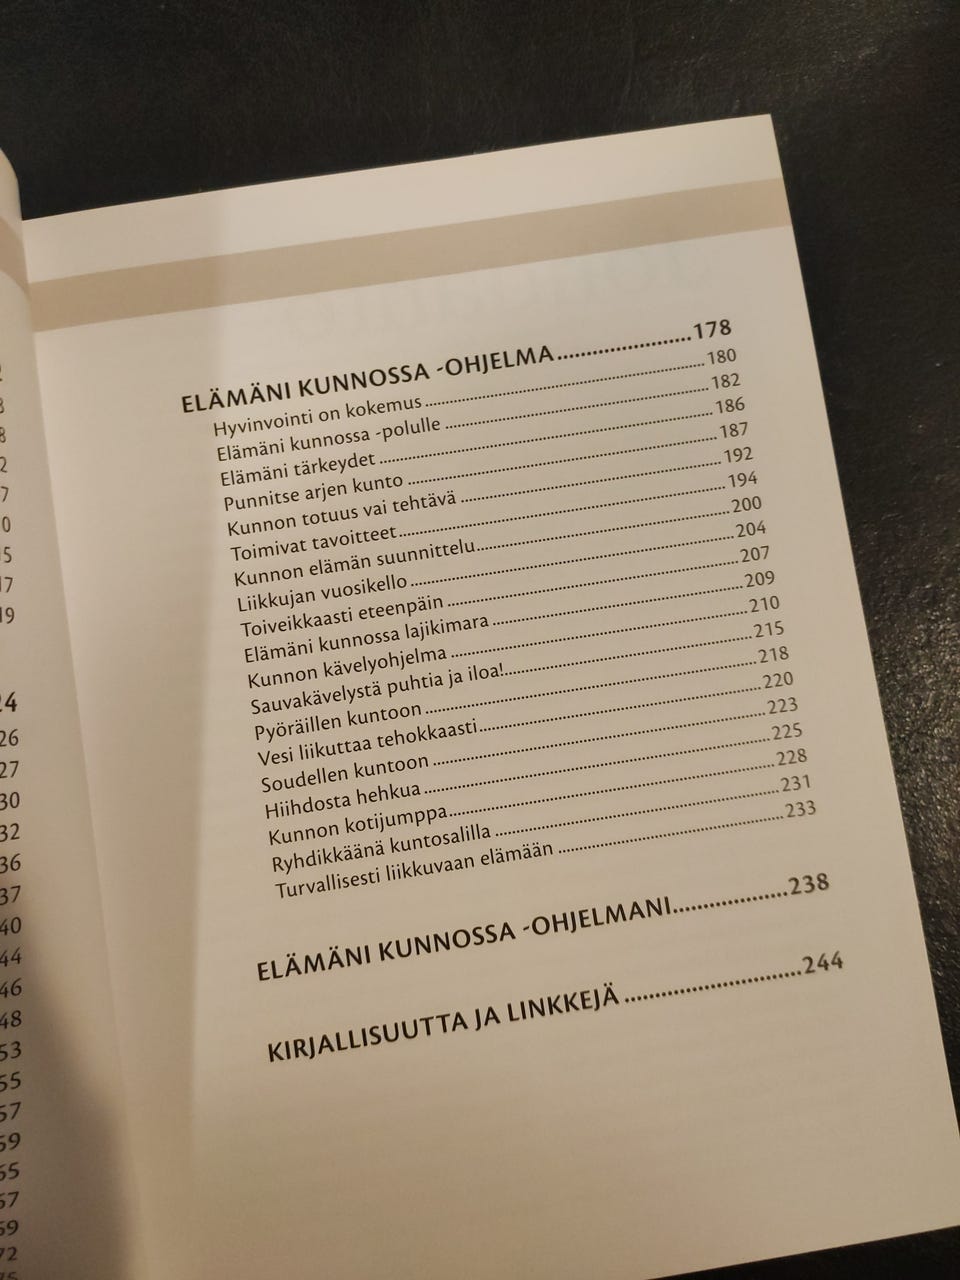 ELÄMÄNI KUNNOSSA -OHJELMA.......................178
Hyvinvointi on kokemus..........................180
Elämäni kunnossa -polulle..........................182
Elämäni tärkeydet..........................186
Punnitse arjen kunto..........................187
Kunnon totuus vai tehtävä..........................192
Toimivat tavoitteet..........................194
Kunnon elämän suunnittelu..........................200
Liikkujan vuosikello..........................204
Toiveikkaasti eteenpäin..........................207
Elämäni kunnossa lajikimara..........................209
Kunnon kävelyohjelma..........................210
Sauvakävelystä puhtia ja iloa!..........................215
Pyöräillen kuntoon..........................218
Vesi liikuttaa tehokkaasti..........................220
Soudellen kuntoon..........................223
Hiihdosta hehkua..........................225
Kunnon kotijumppa..........................228
Ryhdikkäänä kuntosalilla..........................231
Turvallisesti liikkuvaan elämään..........................233
ELÄMÄNI KUNNOSSA -OHJELMANI...................238
KIRJALLISUUTTA JA LINKKEJÄ.............................244